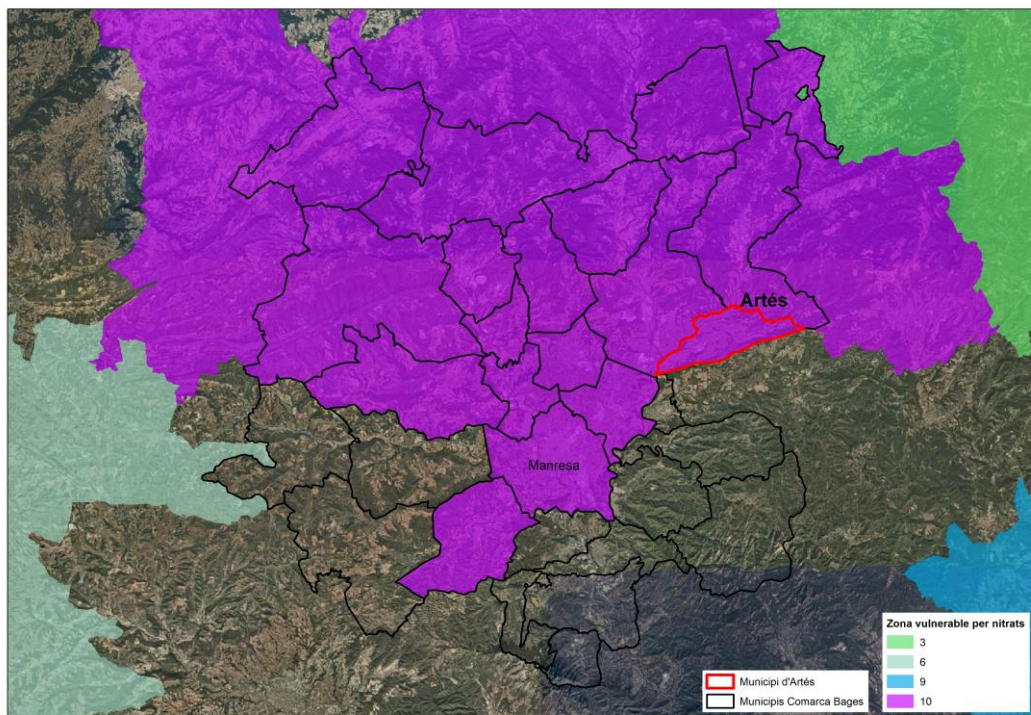 Artés
Manresa
Municipi d'Artés
Municipis Comarca Bages
Zona vulnerable per nitrats
3
6
9
10